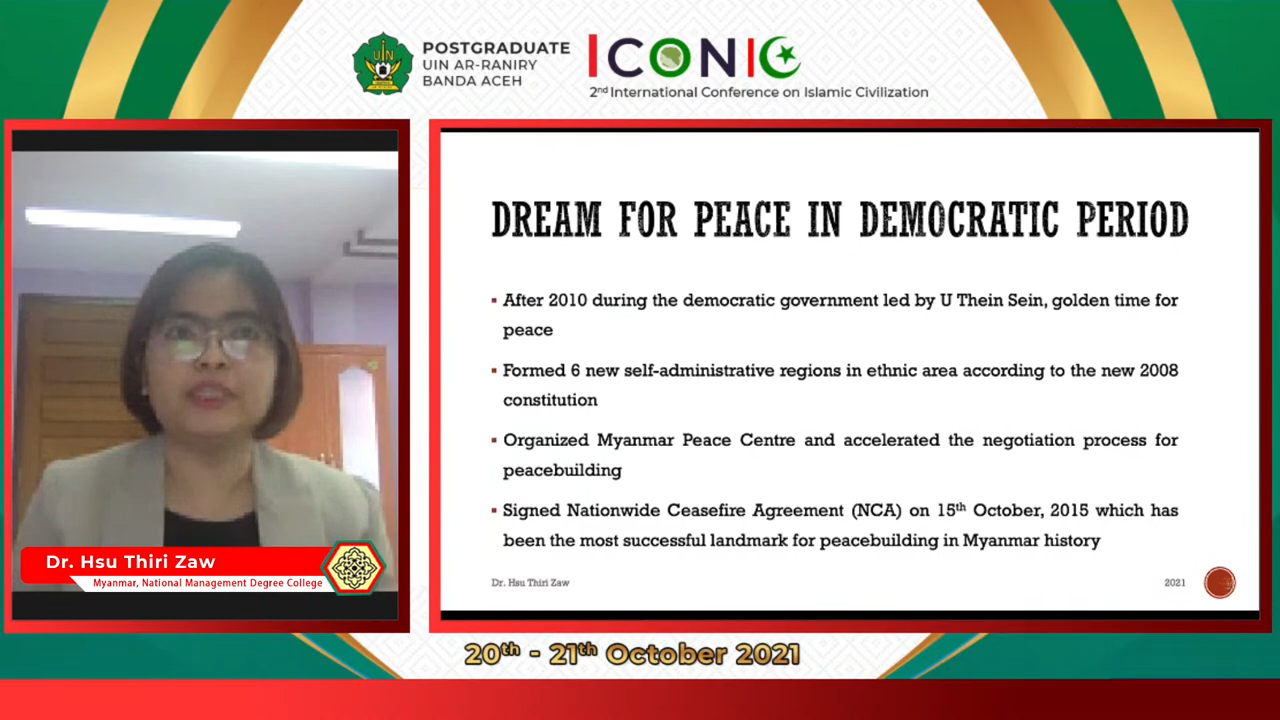 POSTGRADUATE
UIN AR-RANIRY
BANDA ACEH
UIN
ICONIC
2nd International Conference on Islamic Civilization
DREAM FOR PEACE IN DEMOCRATIC PERIOD
▪ After 2010 during the democratic government led by U Thein Sein, golden time for
peace
▪ Formed 6 new self-administrative regions in ethnic area according to the new 2008
constitution
▪ Organized Myanmar Peace Centre and accelerated the negotiation process for
peacebuilding
▪ Signed Nationwide Ceasefire Agreement (NCA) on 15th October, 2015 which has
been the most successful landmark for peacebuilding in Myanmar history
Dr. Hsu Thiri Zaw
2021
Dr. Hsu Thiri Zaw
Myanmar, National Management Degree College
20th - 21th October 2021